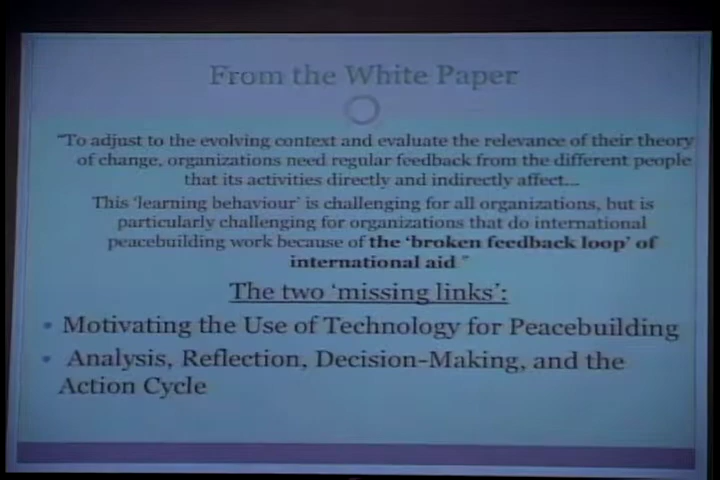 From the White Paper
"To adjust to the evolving context and evaluate the relevance of their theory
of change, organizations need regular feedback from the different people
that its activities directly and indirectly affect...
This 'learning behaviour' is challenging for all organizations, but is
particularly challenging for organizations that do international
peacebuilding work because of the 'broken feedback loop' of
international aid."
The two 'missing links':
• Motivating the Use of Technology for Peacebuilding
• Analysis, Reflection, Decision-Making, and the
Action Cycle